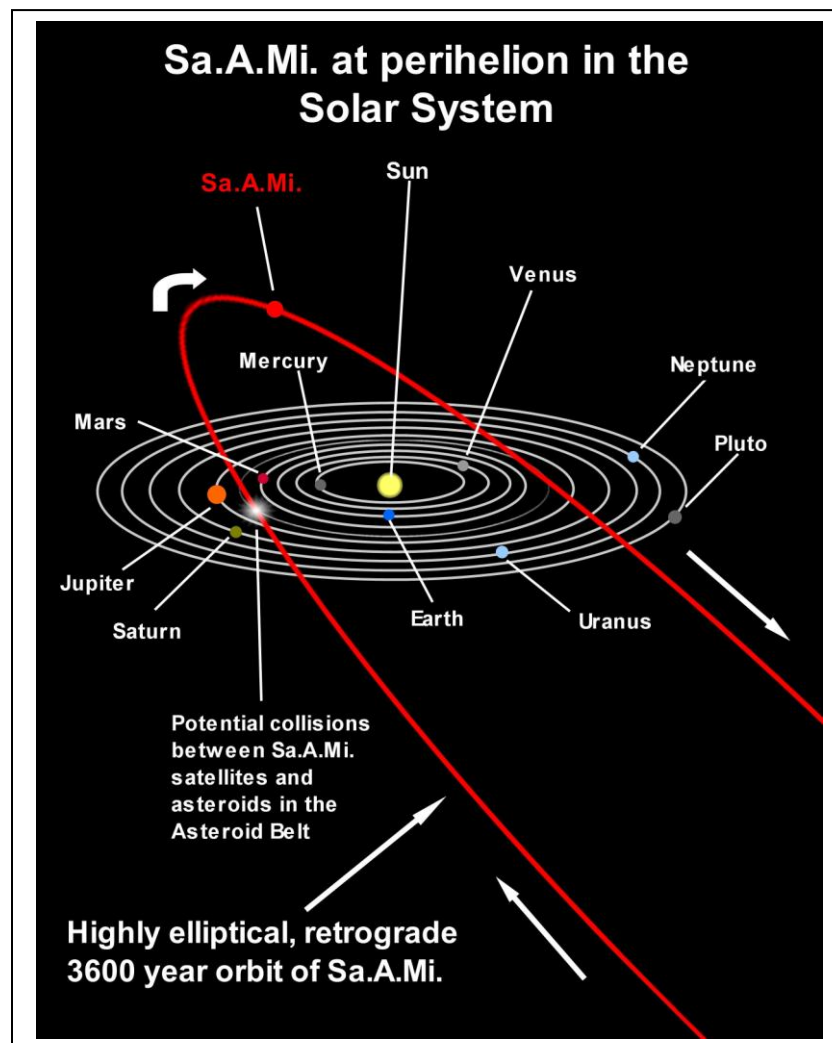 Sa.A.Mi. at perihelion in the
Solar System
Sun
Sa.A.Mi.
Venus
Mercury
Neptune
Mars
Pluto
Jupiter
Earth
Uranus
Saturn
Potential collisions
between Sa.A.Mi.
satellites and
asteroids in the
Asteroid Belt
Highly elliptical, retrograde
3600 year orbit of Sa.A.Mi.